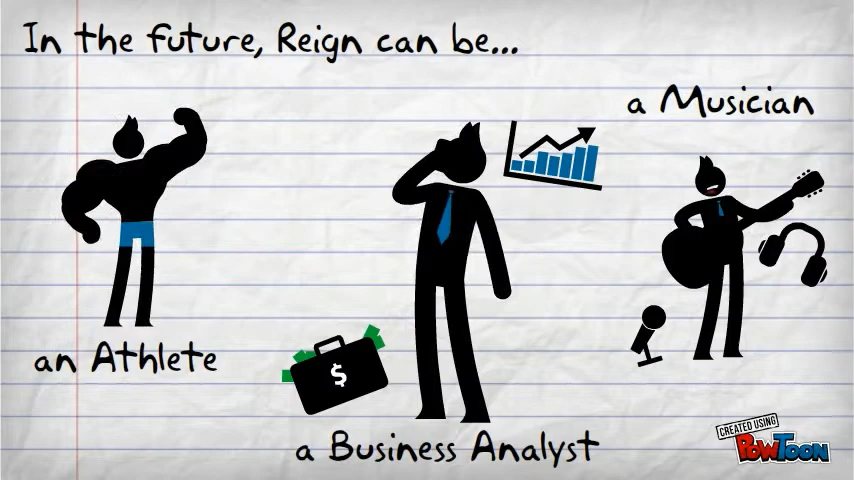 In the future, Reign can be...
a Musician
an Athlete
$
a Business Analyst
CREATED USING
PowToon